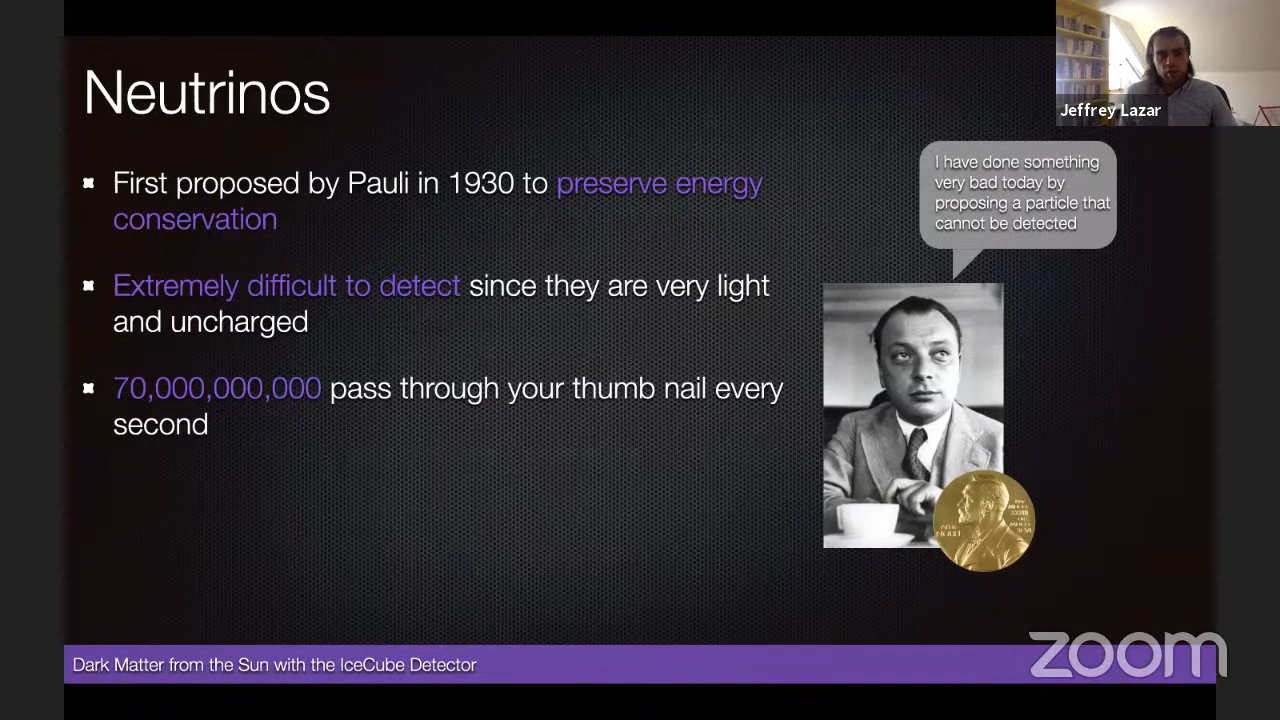 Neutrinos
Jeffrey Lazar
First proposed by Pauli in 1930 to preserve energy
conservation
Extremely difficult to detect since they are very light
and uncharged
70,000,000,000 pass through your thumb nail every
second
I have done something
very bad today by
proposing a particle that
cannot be detected
Dark Matter from the Sun with the IceCube Detector
zoom